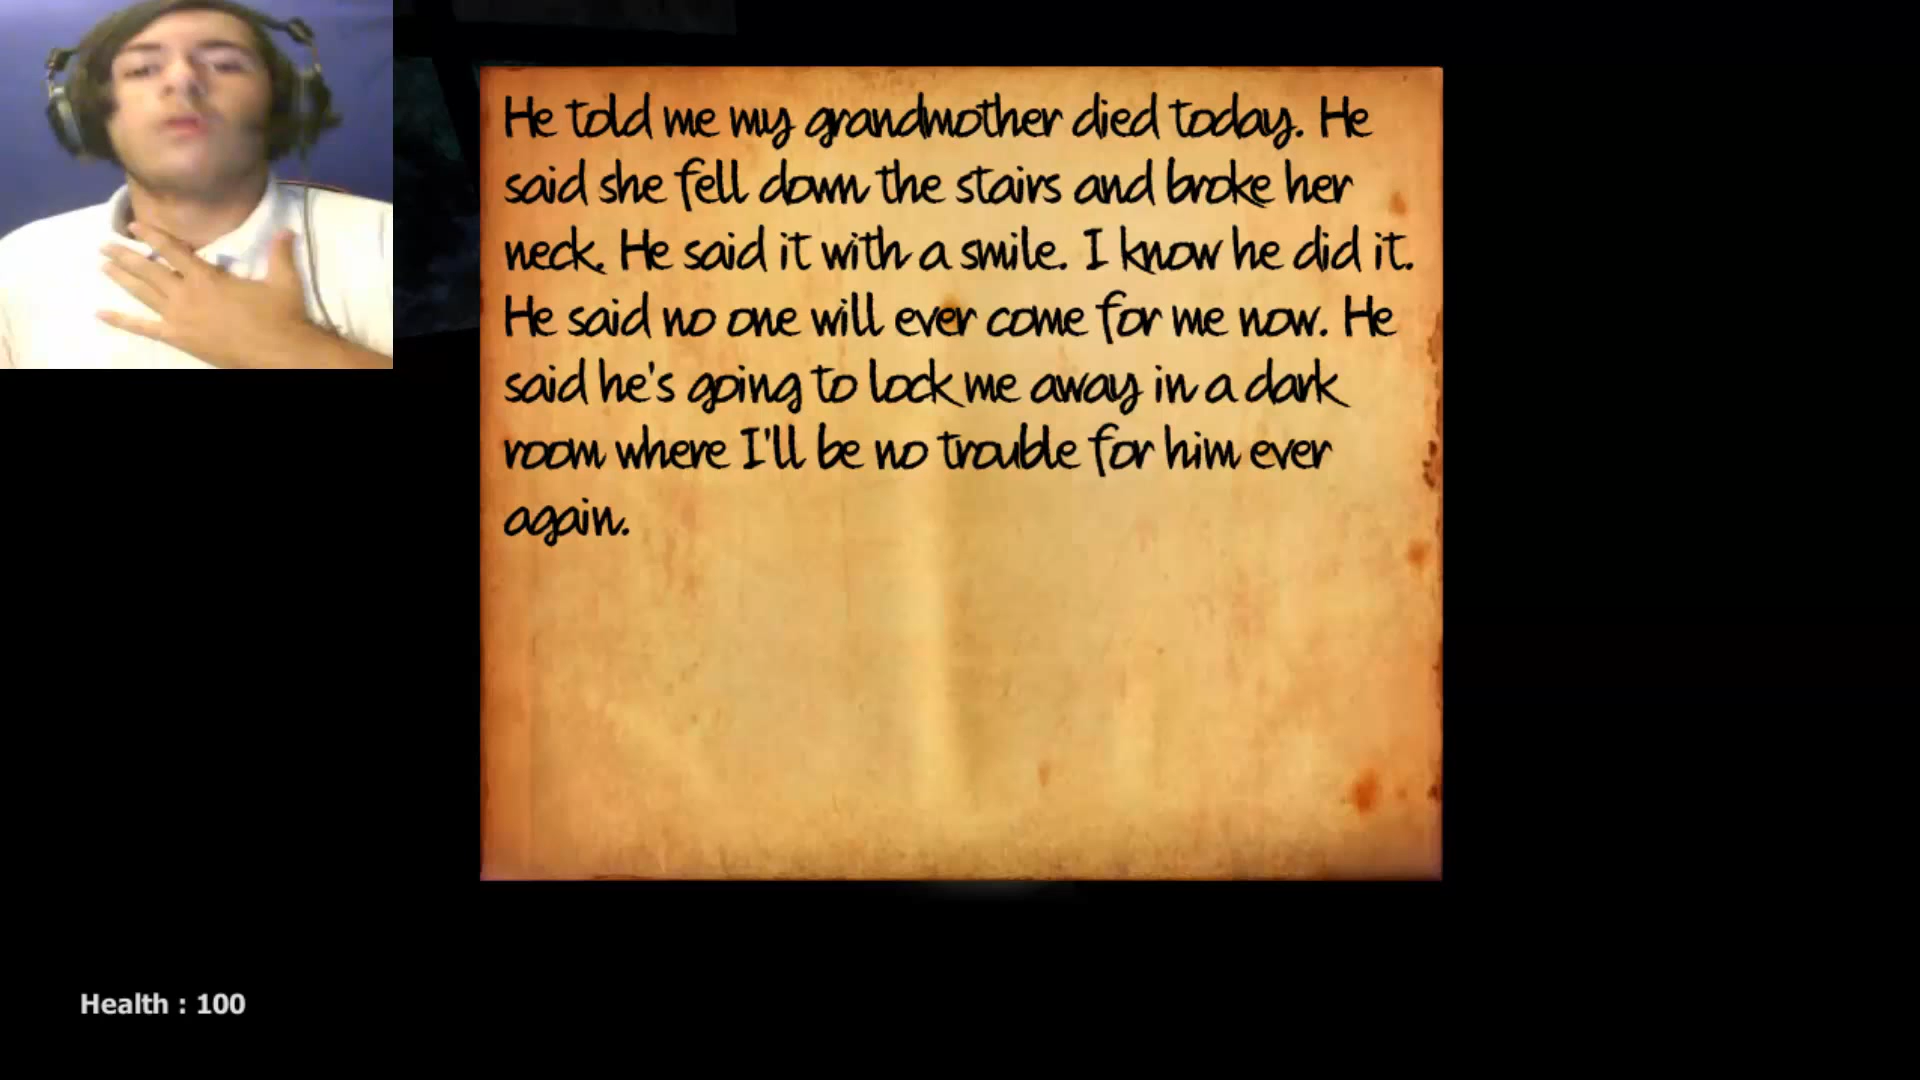 He told me my grandmother died today. He
said she fell down the stairs and broke her
neck. He said it with a smile. I know he did it.
He said no one will ever come for me now. He
said he's going to lock me away in a dark
room where I'll be no trouble for him ever
again.
Health : 100